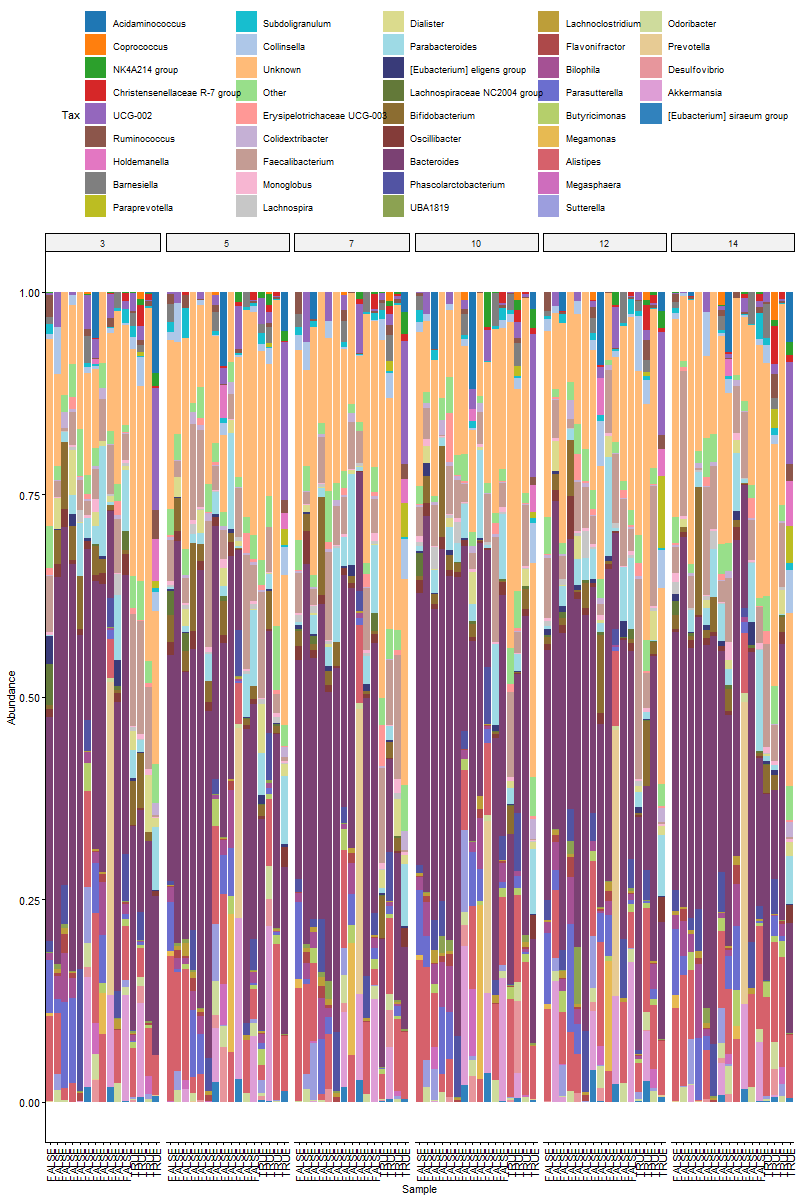 Acidaminococcus Subdoligranulum Dialister Lachnoclostridium Odoribacter
Coprococcus Collinsella Parabacteroides Flavonifractor Prevotella
NK4A214 group Unknown [Eubacterium] eligens group Bilophila Desulfovibrio
Christensenellaceae R-7 group Other Lachnospiraceae NC2004 group Parasutterella Akkermansia
Tax UCG-002 Erysipelotrichaceae UCG-003 Bifidobacterium Butyricimonas [Eubacterium] siraeum group
Ruminococcus Colidextribacter Oscillibacter Megamonas
Holdemanella Faecalibacterium Bacteroides Alistipes
Barnesiella Monoglobus Phascolarctobacterium Megasphaera
Paraprevotella Lachnospira UBA1819 Sutterella
3 5 7 10 12 14
1.00
0.75
0.50
0.25
0.00
Abundance
Sample